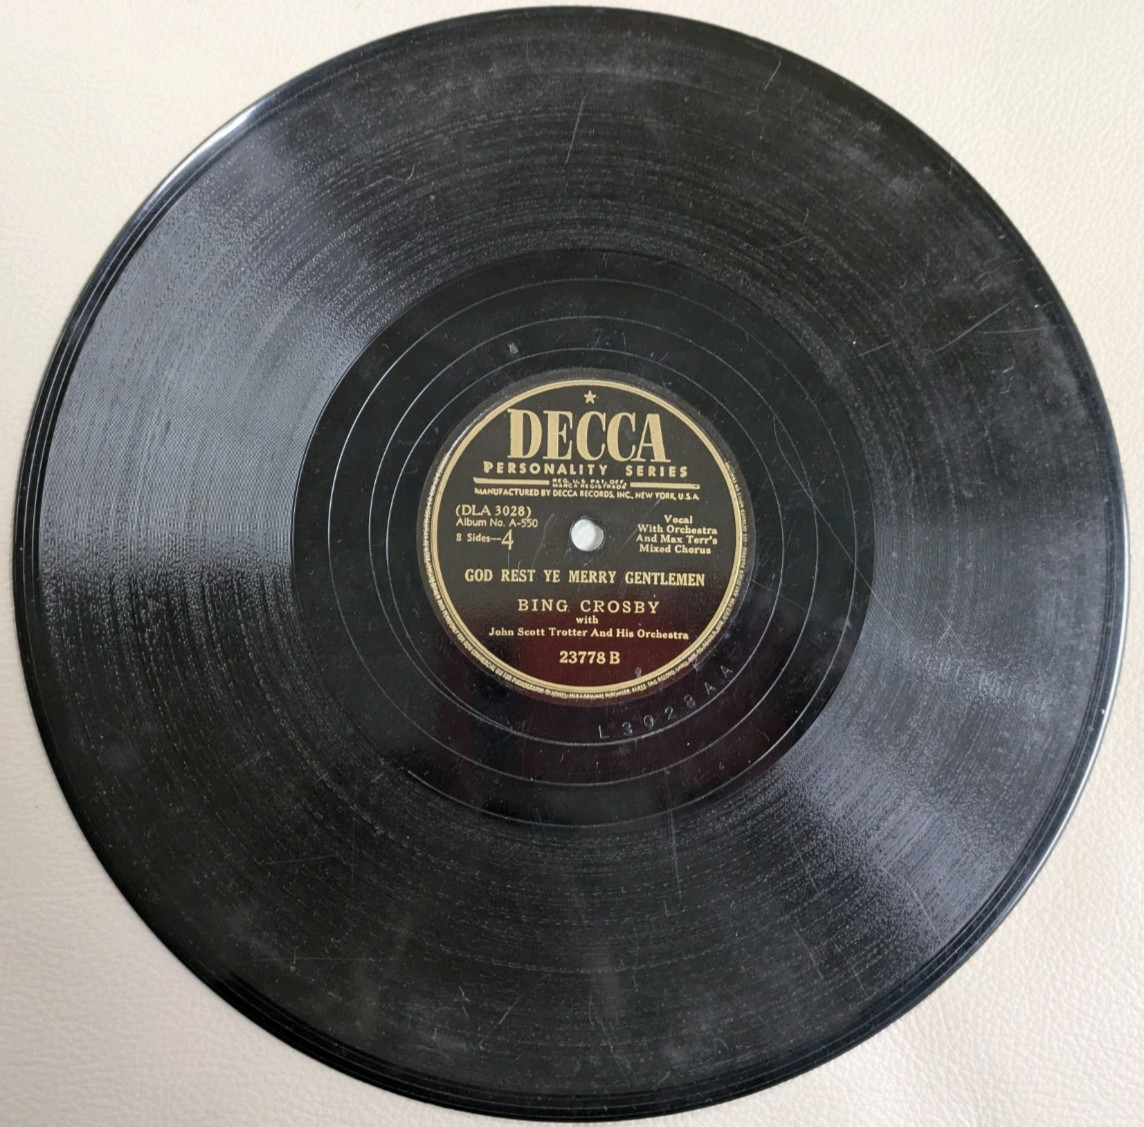 DECCA
PERSONALITY SERIES
REG. U.S. PAT. OFF.
MARCA REGISTRADA
MANUFACTURED BY DECCA RECORDS, INC., NEW YORK, U.S.A.
(DLA 3028)
Album No. A-550
8 Sides—4
Vocal
With Orchestra
And Max Terr's
Mixed Chorus
GOD REST YE MERRY GENTLEMEN
BING CROSBY
with
John Scott Trotter And His Orchestra
23778 B
L 3028 A A